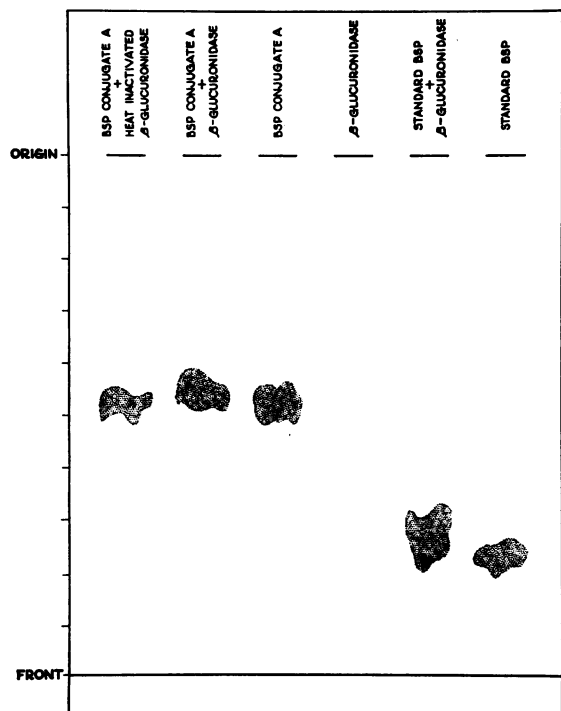 BSP CONJUGATE A
+
HEAT INACTIVATED
β-GLUCURONIDASE
BSP CONJUGATE A
+
β-GLUCURONIDASE
BSP CONJUGATE A
β-GLUCURONIDASE
STANDARD BSP
+
β-GLUCURONIDASE
STANDARD BSP
ORIGIN
FRONT